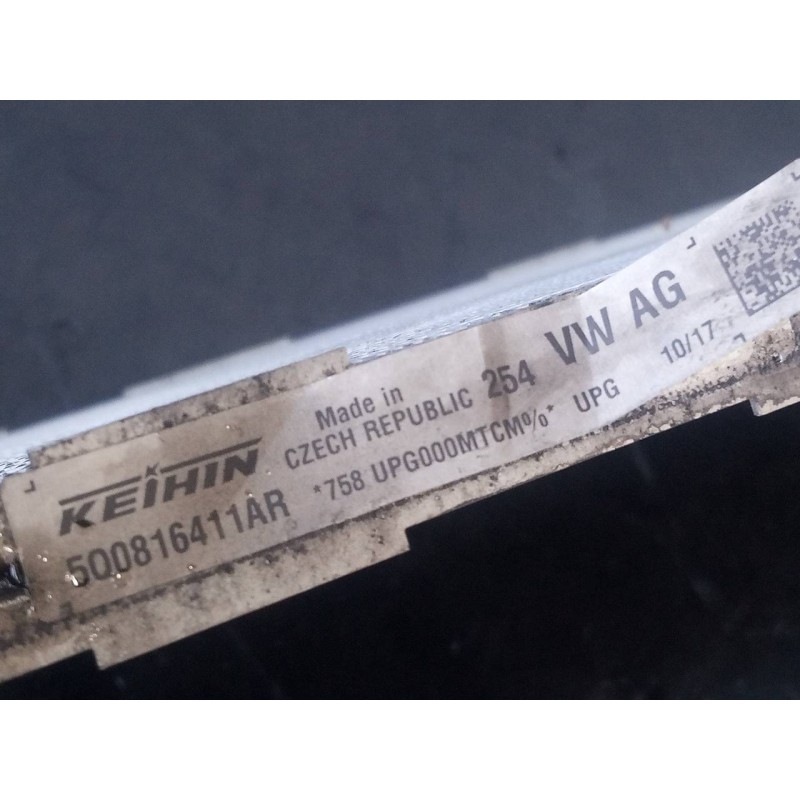 KEIHIN
Made in
CZECH REPUBLIC 254 VW AG
5Q0816411AR *758 UPG000MTCM%* UPG 10/17